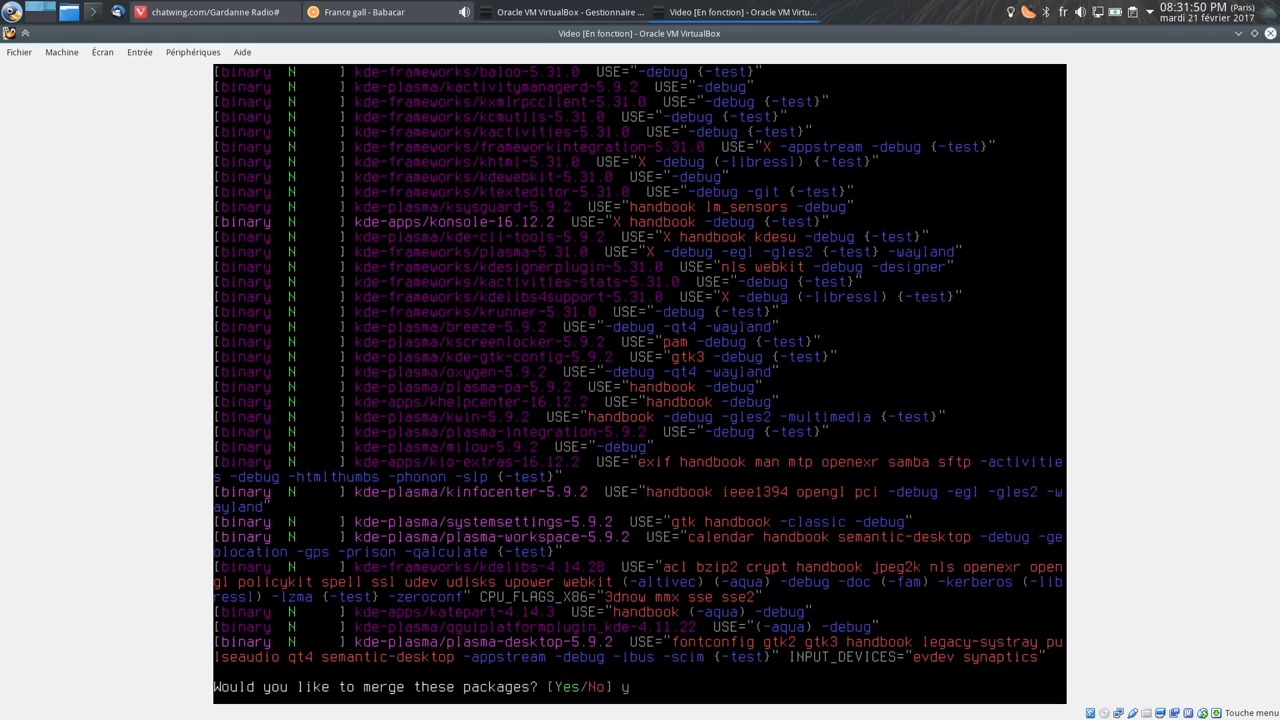 chatwing.com/Gardanne Radio#
France gall - Babacar
Oracle VM VirtualBox - Gestionnaire ...
Video [En fonction] - Oracle VM Virtu...
fr
08:31:50 PM (Paris)
mardi 21 février 2017
Video [En fonction] - Oracle VM VirtualBox
Fichier Machine Écran Entrée Périphériques Aide
[binary N ] kde-frameworks/baloo-5.31.0 USE="-debug {-test}"
[binary N ] kde-plasma/kactivitymanagerd-5.9.2 USE="-debug"
[binary N ] kde-frameworks/kxmlrpcclient-5.31.0 USE="-debug {-test}"
[binary N ] kde-frameworks/kcmutils-5.31.0 USE="-debug {-test}"
[binary N ] kde-frameworks/kactivities-5.31.0 USE="-debug {-test}"
[binary N ] kde-frameworks/frameworkintegration-5.31.0 USE="X -appstream -debug {-test}"
[binary N ] kde-frameworks/khtml-5.31.0 USE="X -debug (-libressl) {-test}"
[binary N ] kde-frameworks/kdewebkit-5.31.0 USE="-debug"
[binary N ] kde-frameworks/ktexteditor-5.31.0 USE="-debug -git {-test}"
[binary N ] kde-plasma/ksysguard-5.9.2 USE="handbook lm_sensors -debug"
[binary N ] kde-apps/konsole-16.12.2 USE="X handbook -debug {-test}"
[binary N ] kde-plasma/kde-cli-tools-5.9.2 USE="X handbook kdesu -debug {-test}"
[binary N ] kde-frameworks/plasma-5.31.0 USE="X -debug -egl -gles2 {-test} -wayland"
[binary N ] kde-frameworks/kdesignerplugin-5.31.0 USE="nls webkit -debug -designer"
[binary N ] kde-frameworks/kactivities-stats-5.31.0 USE="-debug {-test}"
[binary N ] kde-frameworks/kdelibs4support-5.31.0 USE="X -debug (-libressl) {-test}"
[binary N ] kde-frameworks/krunner-5.31.0 USE="-debug {-test}"
[binary N ] kde-plasma/breeze-5.9.2 USE="-debug -qt4 -wayland"
[binary N ] kde-plasma/kscreenlocker-5.9.2 USE="pam -debug {-test}"
[binary N ] kde-plasma/kde-gtk-config-5.9.2 USE="gtk3 -debug {-test}"
[binary N ] kde-plasma/oxygen-5.9.2 USE="-debug -qt4 -wayland"
[binary N ] kde-plasma/plasma-pa-5.9.2 USE="handbook -debug"
[binary N ] kde-apps/khelpcenter-16.12.2 USE="handbook -debug"
[binary N ] kde-plasma/kwin-5.9.2 USE="handbook -debug -gles2 -multimedia {-test}"
[binary N ] kde-plasma/plasma-integration-5.9.2 USE="-debug {-test}"
[binary N ] kde-plasma/milou-5.9.2 USE="-debug"
[binary N ] kde-apps/kio-extras-16.12.2 USE="exif handbook man mtp openexr samba sftp -activitie
s -debug -htmlthumbs -phonon -slp {-test}"
[binary N ] kde-plasma/kinfocenter-5.9.2 USE="handbook ieee1394 opengl pci -debug -egl -gles2 -w
ayland"
[binary N ] kde-plasma/systemsettings-5.9.2 USE="gtk handbook -classic -debug"
[binary N ] kde-plasma/plasma-workspace-5.9.2 USE="calendar handbook semantic-desktop -debug -ge
olocation -gps -prison -qalculate {-test}"
[binary N ] kde-frameworks/kdelibs-4.14.28 USE="acl bzip2 crypt handbook jpeg2k nls openexr open
gl policykit spell ssl udev udisks upower webkit (-altivec) (-aqua) -debug -doc (-fam) -kerberos (-lib
ressl) -lzma {-test} -zeroconf" CPU_FLAGS_X86="3dnow mmx sse sse2"
[binary N ] kde-apps/katepart-4.14.3 USE="handbook (-aqua) -debug"
[binary N ] kde-plasma/qguiplatformplugin_kde-4.11.22 USE="(-aqua) -debug"
[binary N ] kde-plasma/plasma-desktop-5.9.2 USE="fontconfig gtk2 gtk3 handbook legacy-systray pu
lseaudio qt4 semantic-desktop -appstream -debug -ibus -scim {-test}" INPUT_DEVICES="evdev synaptics"
Would you like to merge these packages? [Yes/No] y
Touche menu